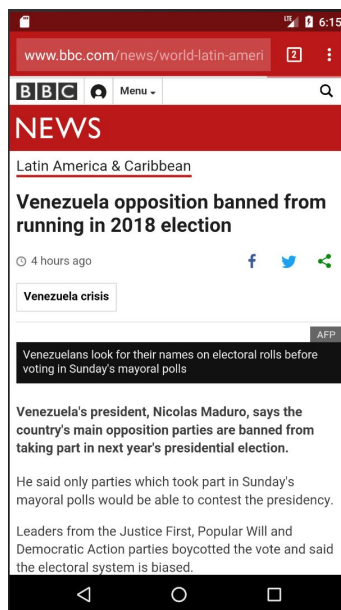 LTE 6:15
www.bbc.com/news/world-latin-ameri 2
BBC Menu
NEWS
Latin America & Caribbean
Venezuela opposition banned from
running in 2018 election
4 hours ago
Venezuela crisis
AFP
Venezuelans look for their names on electoral rolls before
voting in Sunday's mayoral polls
Venezuela's president, Nicolas Maduro, says the
country's main opposition parties are banned from
taking part in next year's presidential election.
He said only parties which took part in Sunday's
mayoral polls would be able to contest the presidency.
Leaders from the Justice First, Popular Will and
Democratic Action parties boycotted the vote and said
the electoral system is biased.